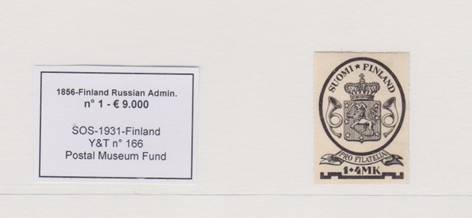 1856-Finland Russian Admin.
n° 1 - € 9.000
SOS-1931-Finland
Y&T n° 166
Postal Museum Fund
SUOMI ★ FINLAND
PRO FILATELIA
1+4MK